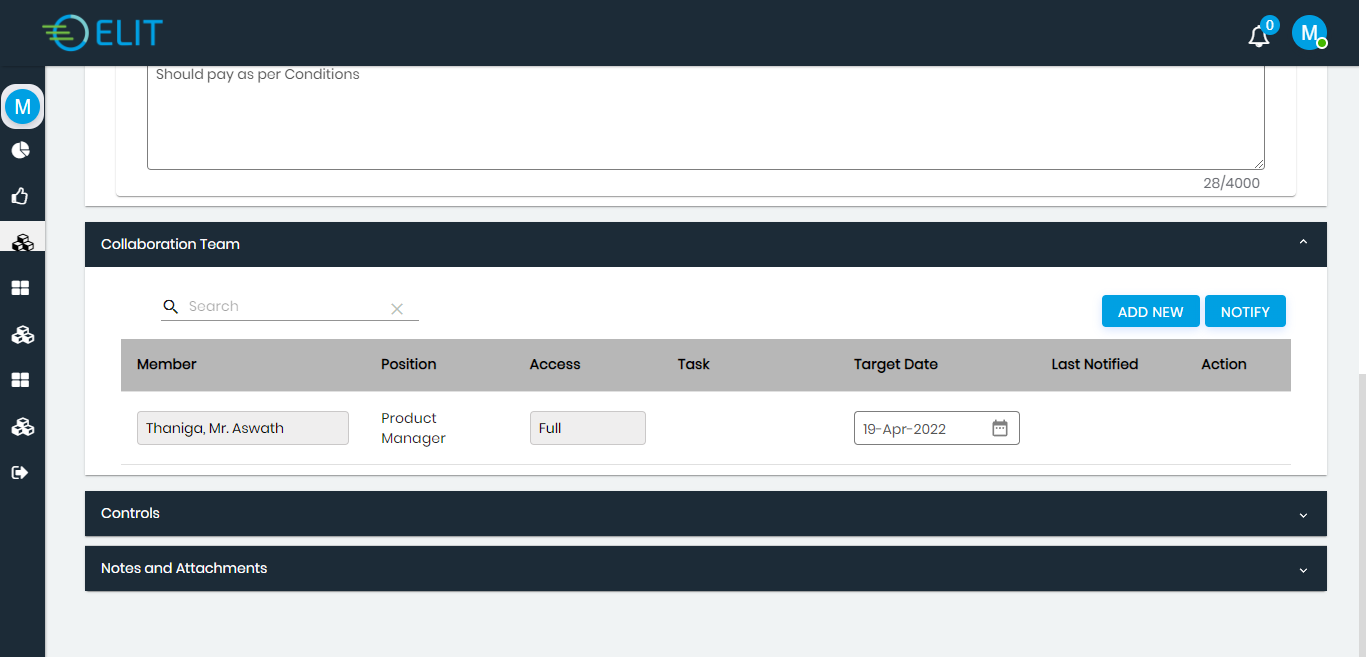 ELIT
0
M
M
Should pay as per Conditions
28/4000
Collaboration Team
Search
ADD NEW
NOTIFY
Member Position Access Task Target Date Last Notified Action
Thaniga, Mr. Aswath
Product
Manager
Full
19-Apr-2022
Controls
Notes and Attachments